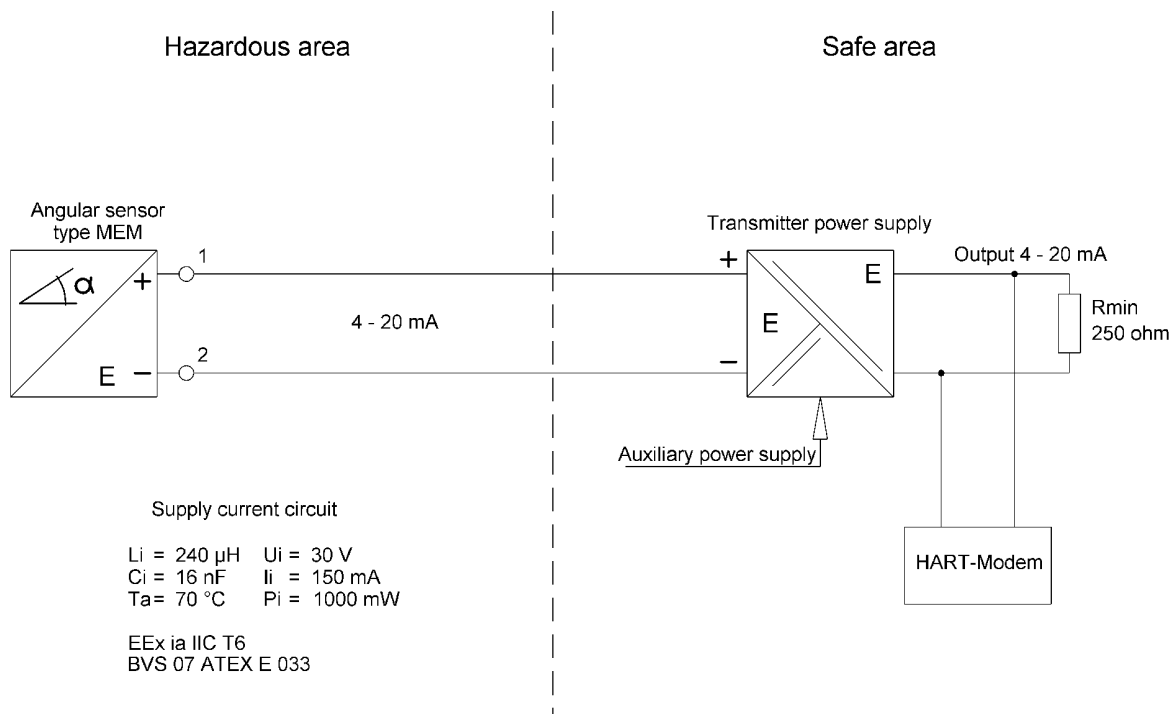 Hazardous area
Safe area
Angular sensor
type MEM
α
+
1
4 - 20 mA
E
−
2
Transmitter power supply
+
E
E
−
Output 4 - 20 mA
Rmin
250 ohm
Auxiliary power supply
HART-Modem
Supply current circuit
Li = 240 µH Ui = 30 V
Ci = 16 nF Ii = 150 mA
Ta= 70 °C Pi = 1000 mW
EEx ia IIC T6
BVS 07 ATEX E 033